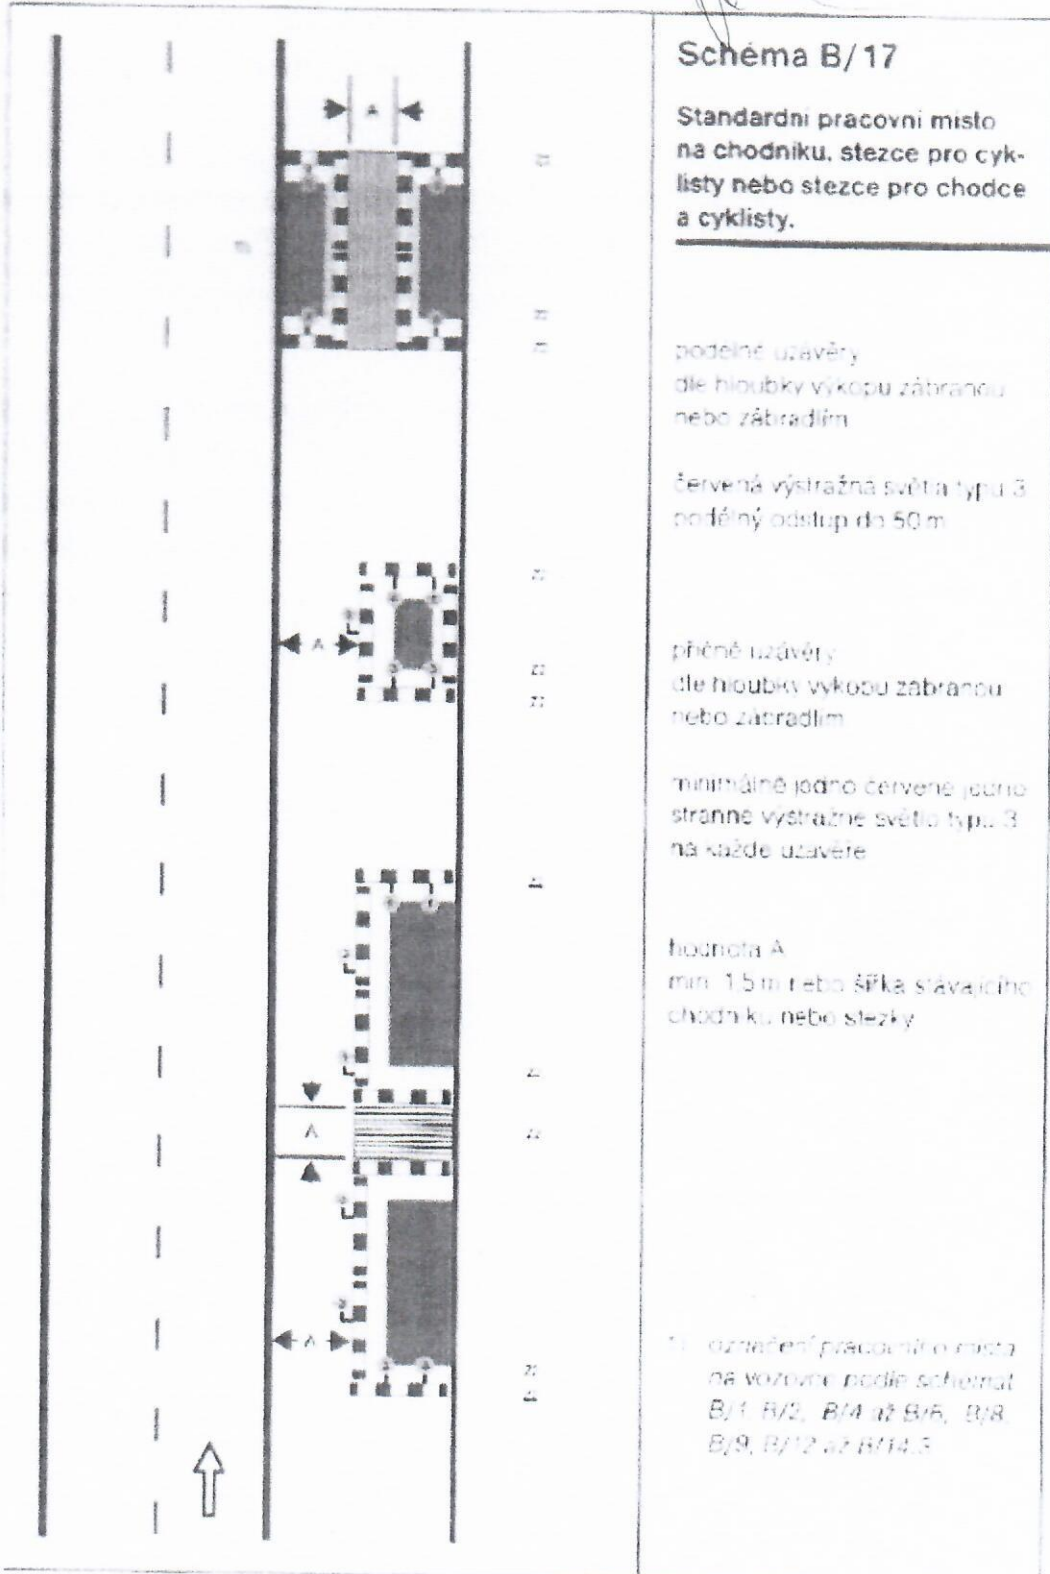 Schéma B/17
Standardní pracovní místo
na chodníku, stezce pro cyk-
listy nebo stezce pro chodce
a cyklisty.
podélné uzávěry
dle hloubky výkopu zábranou
nebo zábradlím
červená výstražná světla typu 3
podélný odstup do 50 m
příčné uzávěry
dle hloubky výkopu zábranou
nebo zábradlím
minimálně jedno červené jedno
stranné výstražné světlo typu 3
na každé uzávěře
hodnota A
min. 1,5 m nebo šířka stávajícího
chodníku nebo stezky
označení pracovního místa
na vozovce podle schémat
B/1, B/2, B/4 až B/6, B/8
B/9, B/12 až B/14.3
A
A
A
A